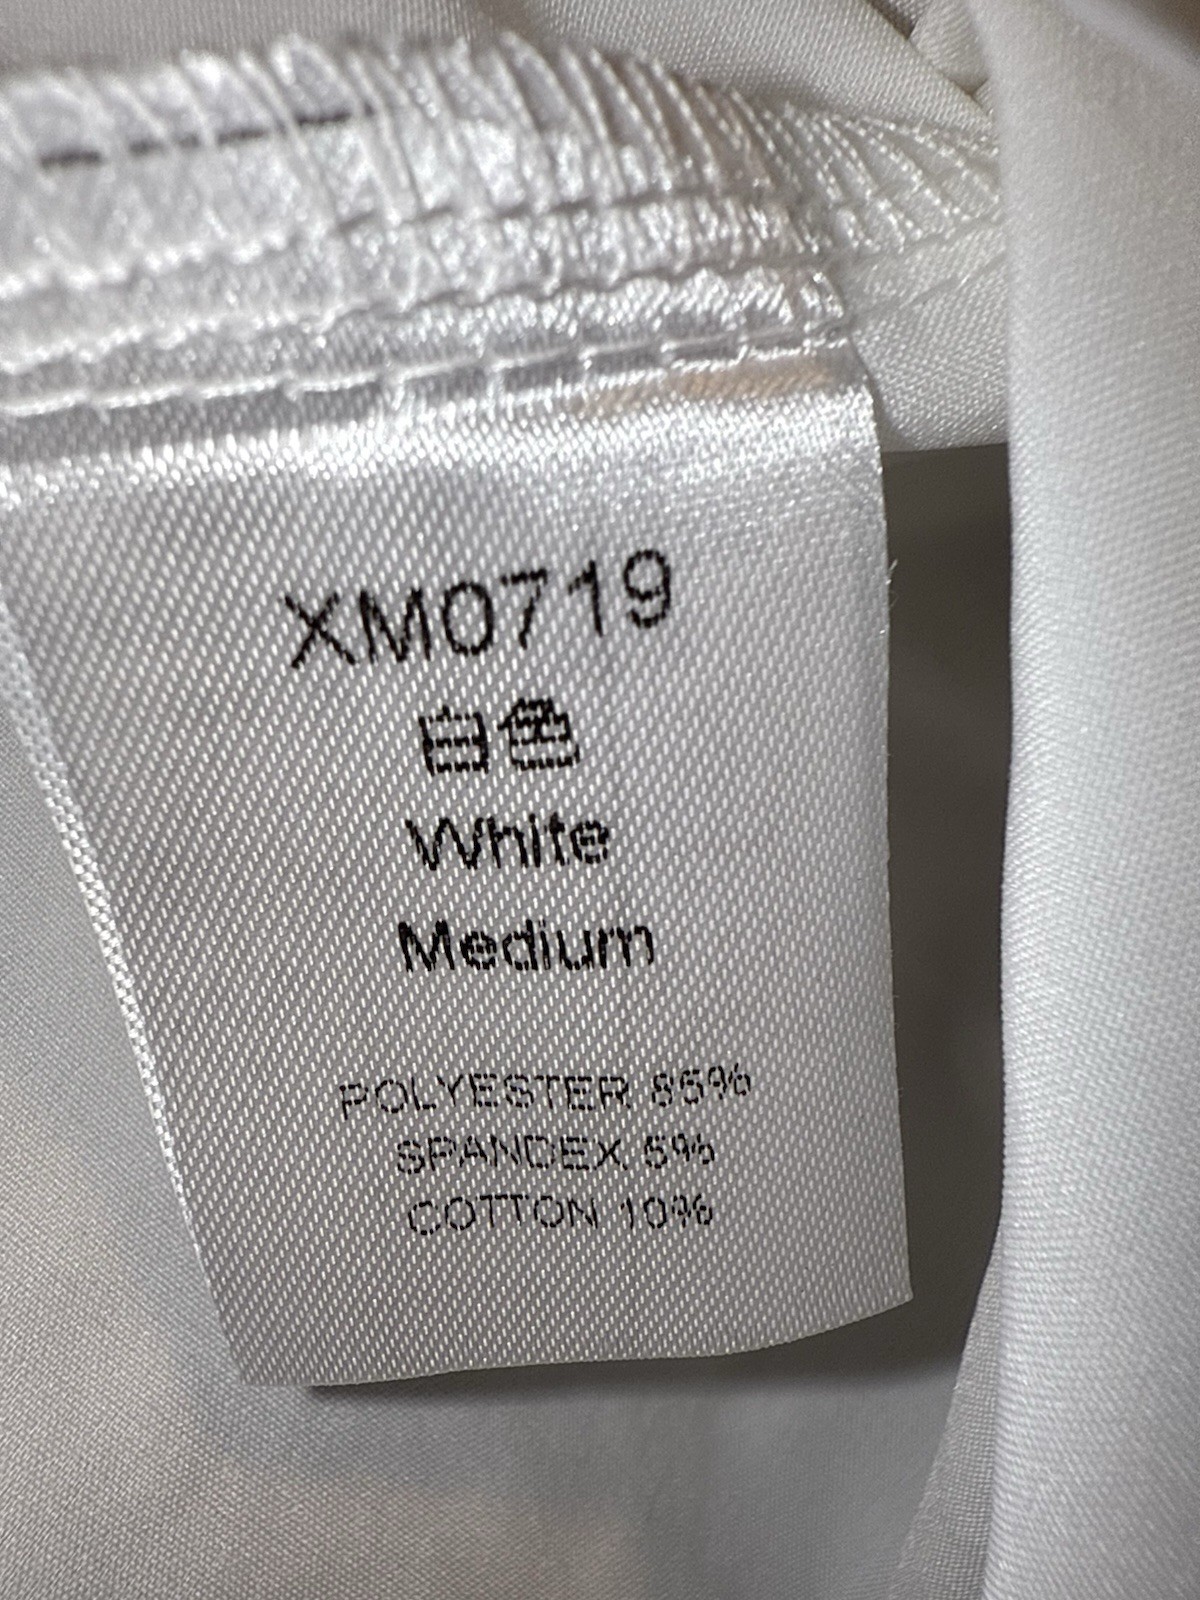 XM0719
白色
White
Medium
POLYESTER 85%
SPANDEX 5%
COTTON 10%